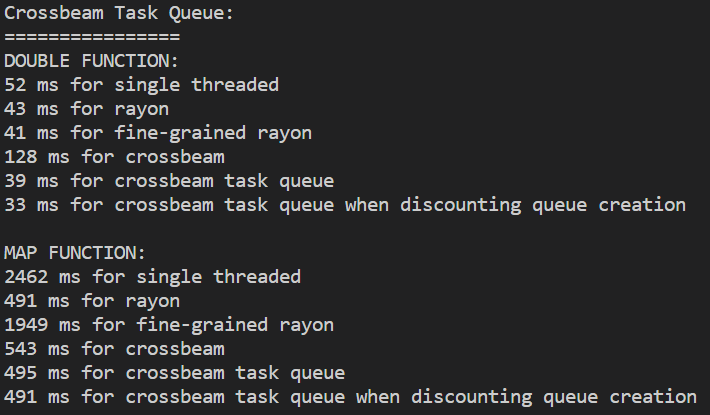 Crossbeam Task Queue:
================
DOUBLE FUNCTION:
52 ms for single threaded
43 ms for rayon
41 ms for fine-grained rayon
128 ms for crossbeam
39 ms for crossbeam task queue
33 ms for crossbeam task queue when discounting queue creation

MAP FUNCTION:
2462 ms for single threaded
491 ms for rayon
1949 ms for fine-grained rayon
543 ms for crossbeam
495 ms for crossbeam task queue
491 ms for crossbeam task queue when discounting queue creation